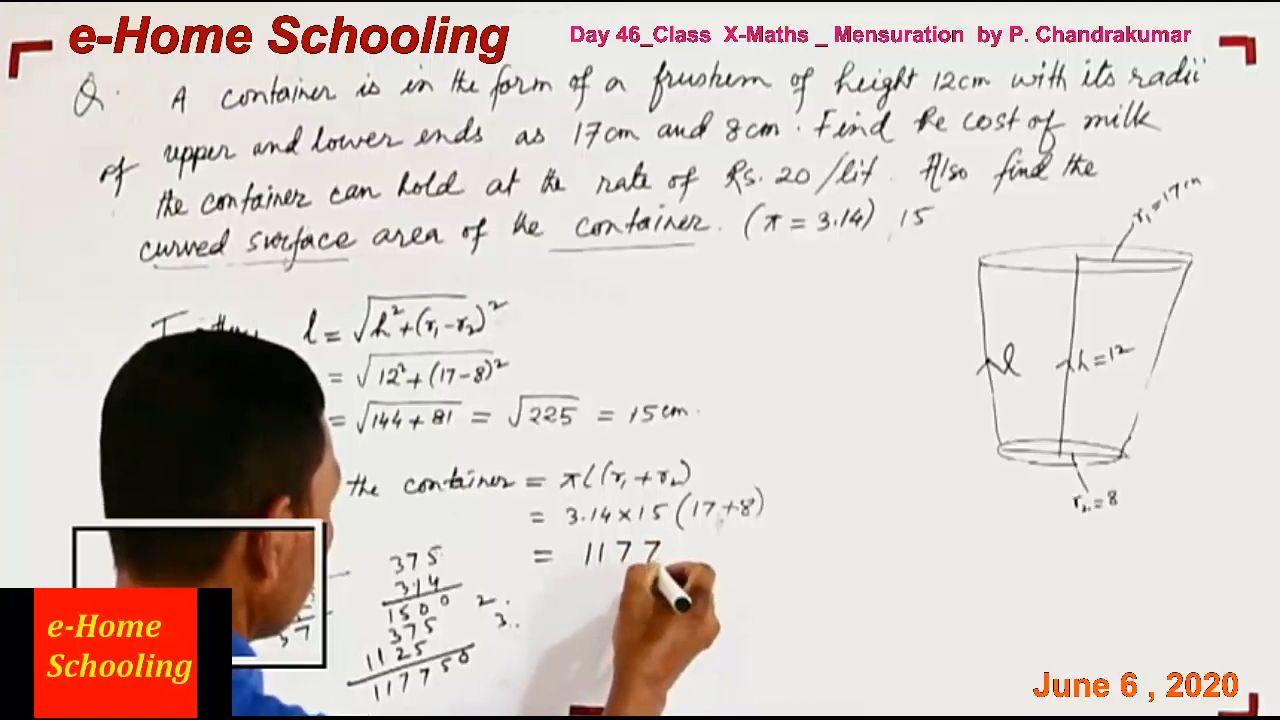 e-Home Schooling
Day 46_Class X-Maths _ Mensuration by P. Chandrakumar
Q. A container is in the form of a frustem of height 12cm with its radii
of upper and lower ends as 17cm and 8cm. Find the cost of milk
the container can hold at the rate of Rs. 20 /lit. Also find the
curved surface area of the container. (π = 3.14) 15
r₁ = 17cm
l = √h² + (r₁ - r₂)²
= √12² + (17-8)²
l
h = 12
= √144 + 81 = √225 = 15cm.
r₂ = 8
the container = πl(r₁ + r₂)
= 3.14 × 15 (17+8)
= 1177
375
314
1500
375
1125
117750
2.
3.
37
e-Home
Schooling
June 6 , 2020